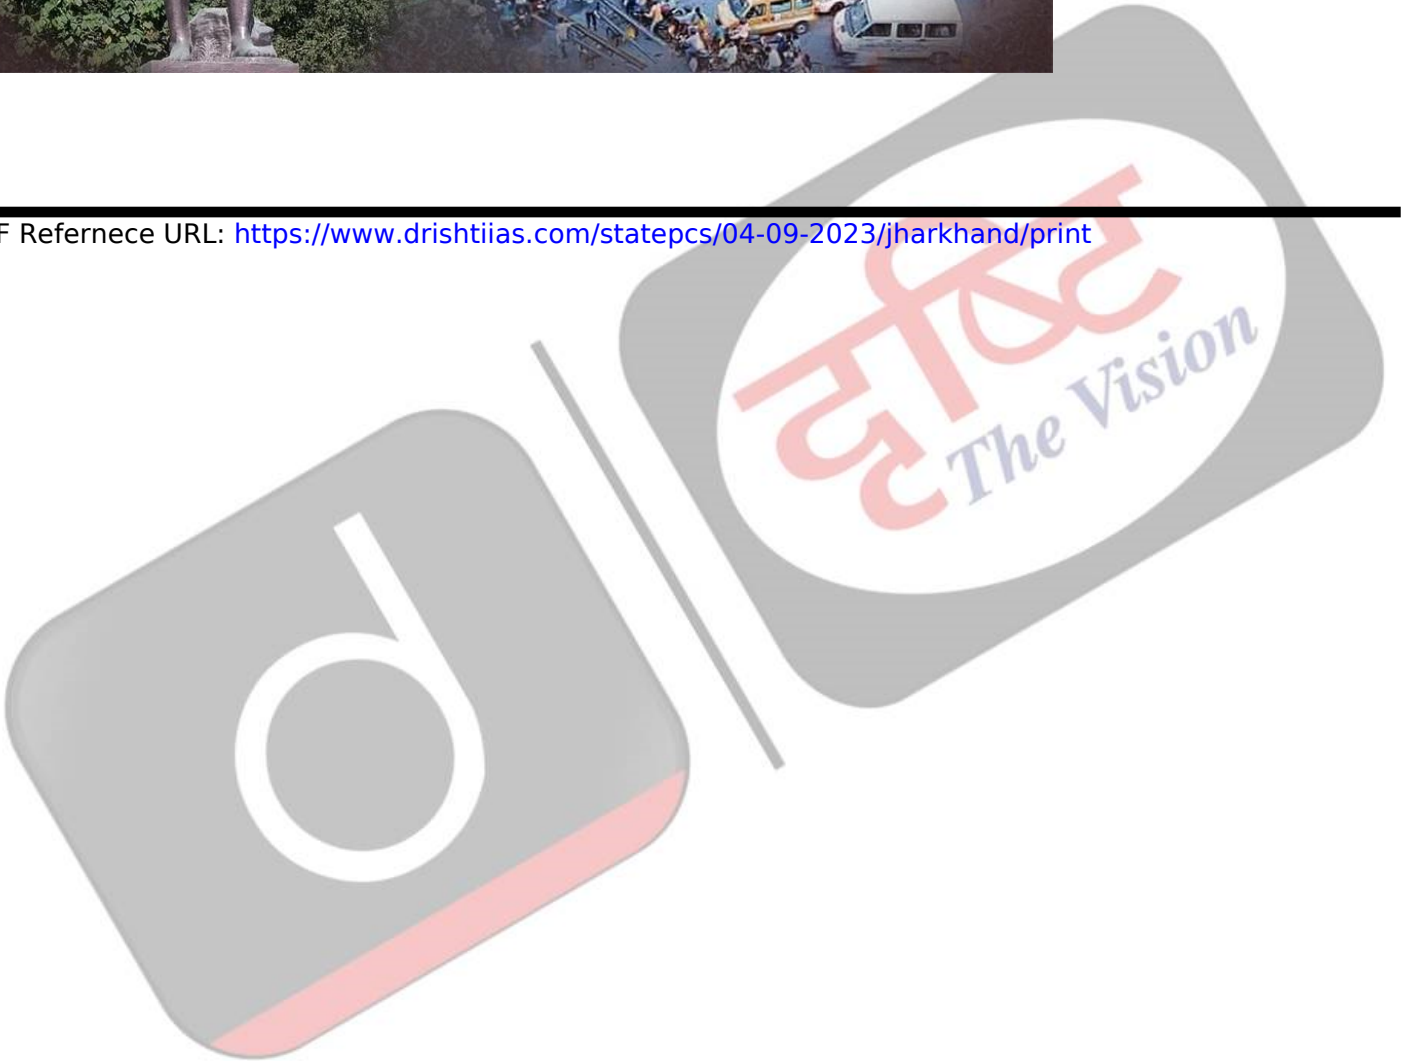 F Refernece URL: https://www.drishtiias.com/statepcs/04-09-2023/jharkhand/print
दृष्टि
The Vision
d